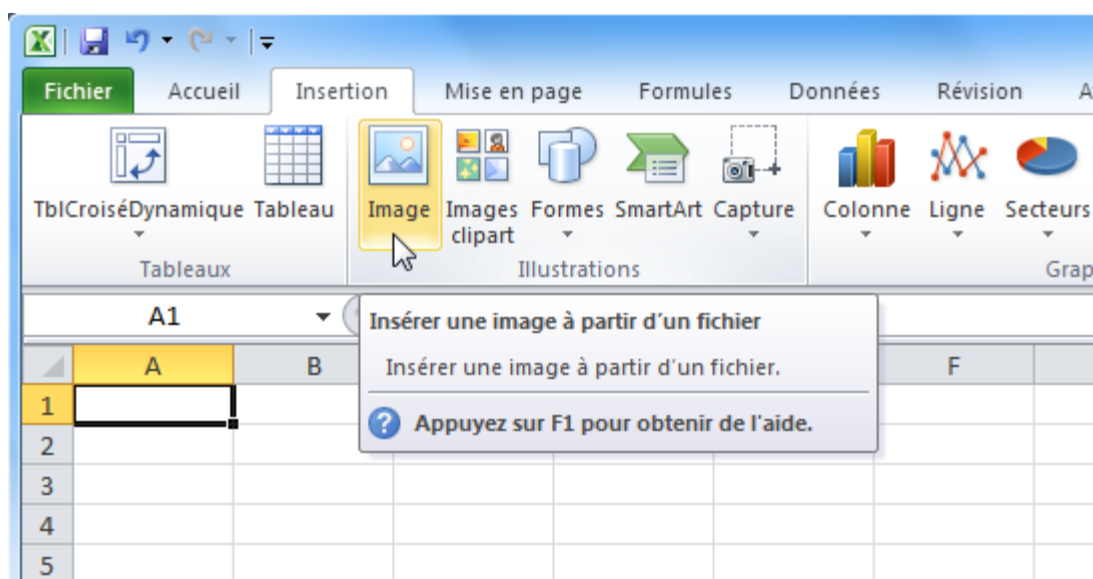 Fichier Accueil Insertion Mise en page Formules Données Révision
TblCroiséDynamique Tableau Image Images clipart Formes SmartArt Capture Colonne Ligne Secteurs
Tableaux Illustrations
A1
Insérer une image à partir d'un fichier
Insérer une image à partir d'un fichier.
Appuyez sur F1 pour obtenir de l'aide.
A B F
1
2
3
4
5